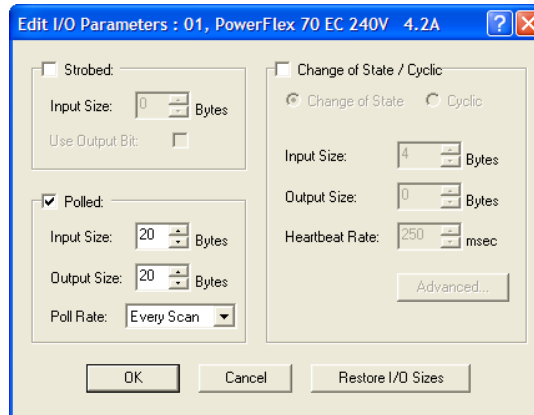 Edit I/O Parameters : 01, PowerFlex 70 EC 240V 4.2A
Strobed:
Input Size: 0 Bytes
Use Output Bit:
Polled:
Input Size: 20 Bytes
Output Size: 20 Bytes
Poll Rate: Every Scan
Change of State / Cyclic
Change of State Cyclic
Input Size: 4 Bytes
Output Size: 0 Bytes
Heartbeat Rate: 250 msec
Advanced...
OK Cancel Restore I/O Sizes